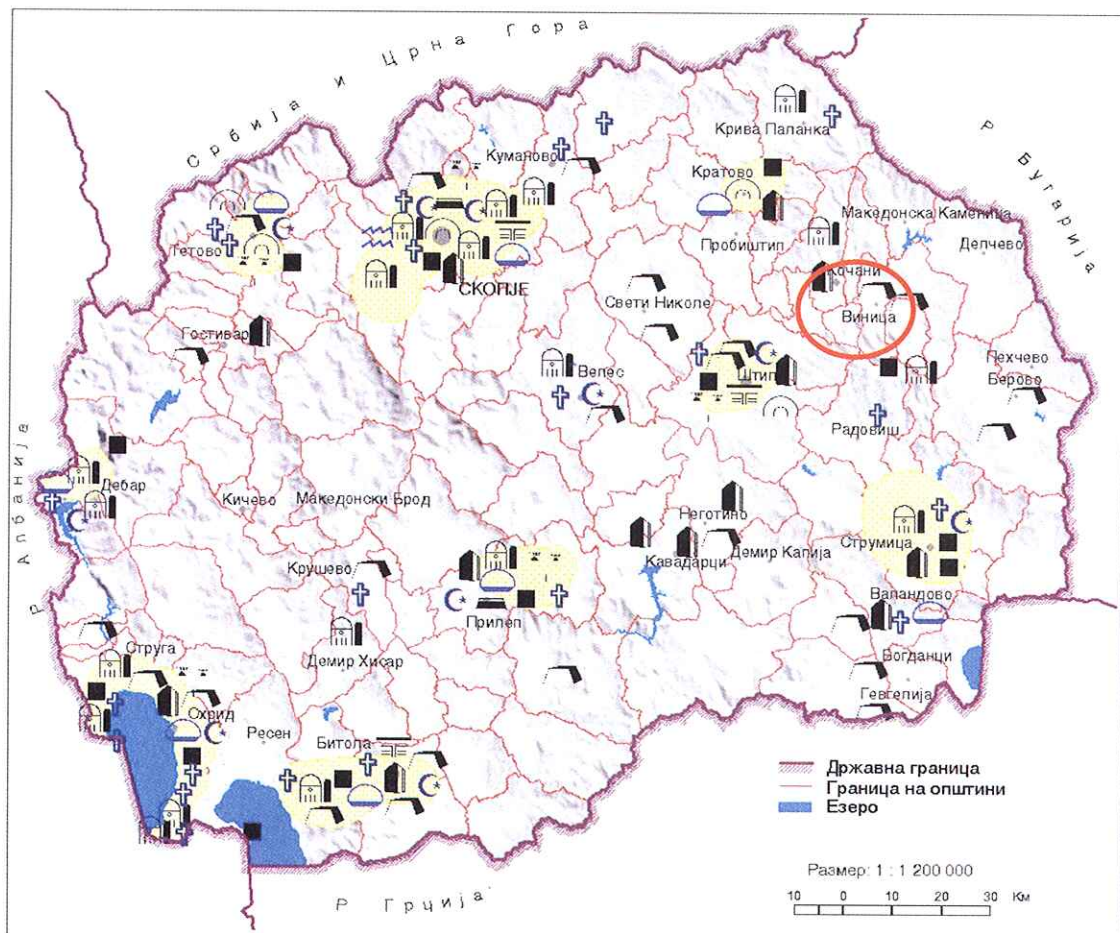 Србија и Црна Гора
Крива Паланка
Р Бугарија
Куманово
Кратово
Македонска Каменица
Делчево
Тетово
Пробиштип
Кочани
СКОПЈЕ
Свети Николе
Виница
Гостивар
Пехчево
Велес
Штип
Берово
Радовиш
Р Албанија
Дебар
Кичево
Македонски Брод
Неготино
Кавадарци
Демир Капија
Струмица
Крушево
Валандово
Прилеп
Струга
Демир Хисар
Богданци
Гевгелија
Охрид
Ресен
Битола
Државна граница
Граница на општини
Езеро
Размер: 1 : 1 200 000
10 0 10 20 30 Км
Р Грција